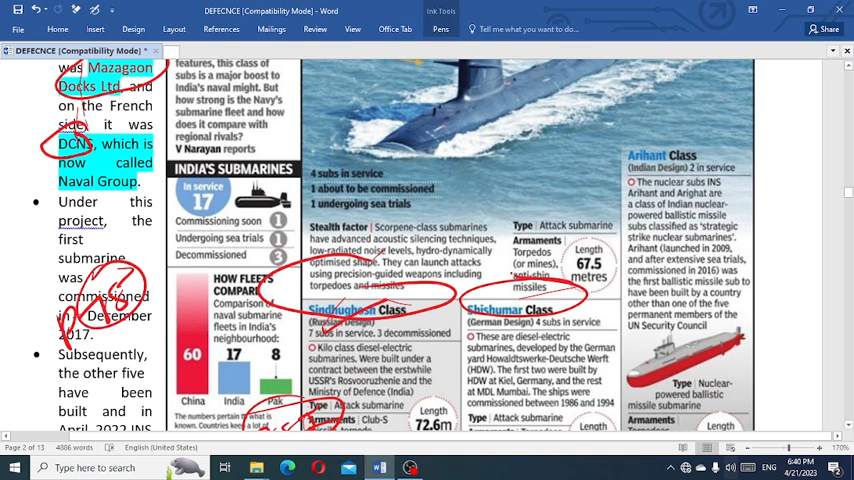 DEFECNCE [Compatibility Mode] - Word
Ink Tools
File
Home
Insert
Design
Layout
References
Mailings
Review
View
Office Tab
Pens
Tell me what you want to do...
Sign in
Share
DEFECNCE [Compatibility Mode] *
was Mazagaon
Docks Ltd, and
on the French
side, it was
DCNS, which is
now called
Naval Group.
Under this
project, the
first
submarine
was
commissioned
in December
2017.
Subsequently,
the other five
have been
built and in
April 2022 INS
features, this class of
subs is a major boost to
India's naval might. But
how strong is the Navy's
submarine fleet and how
does it compare with
regional rivals?
V Narayan reports
INDIA'S SUBMARINES
In service
17
Commissioning soon 1
Undergoing sea trials 1
Decommissioned 3
HOW FLEETS
COMPARE
Comparison of
naval submarine
fleets in India's
neighbourhood:
60
17
8
China
India
Pak
The numbers pertain to what is
known. Countries keep a lot of
4 subs in service
1 about to be commissioned
1 undergoing sea trials
Stealth factor | Scorpene-class submarines
have advanced acoustic silencing techniques,
low-radiated noise levels, hydro-dynamically
optimised shape. They can launch attacks
using precision-guided weapons including
torpedoes and missiles
Type | Attack submarine
Armaments
Torpedos
(or mines),
anti-ship
missiles
Length
67.5
metres
Sindhughosh Class
(Russian Design)
7 subs in service. 3 decommissioned
Kilo class diesel-electric
submarines. Were built under a
contract between the erstwhile
USSR's Rosvooruzhenie and the
Ministry of Defence (India)
Type | Attack submarine
Armaments | Club-S
Length
72.6m
Shishumar Class
(German Design) 4 subs in service
These are diesel-electric
submarines, developed by the German
yard Howaldtswerke-Deutsche Werft
(HDW). The first two were built by
HDW at Kiel, Germany, and the rest
at MDL Mumbai. The ships were
commissioned between 1986 and 1994
Type | Attack submarine
Length
Arihant Class
(Indian Design) 2 in service
The nuclear subs INS
Arihant and Arighat are
a class of Indian nuclear-
powered ballistic missile
subs classified as 'strategic
strike nuclear submarines'.
Arihant (launched in 2009,
and after extensive sea trials,
commissioned in 2016) was
the first ballistic missile sub to
have been built by a country
other than one of the five
permanent members of the
UN Security Council
Type | Nuclear-
powered ballistic
missile submarine
Armaments
Length
Page 2 of 13
4886 words
English (United States)
170%
Type here to search
ENG
6:40 PM
4/21/2023
2